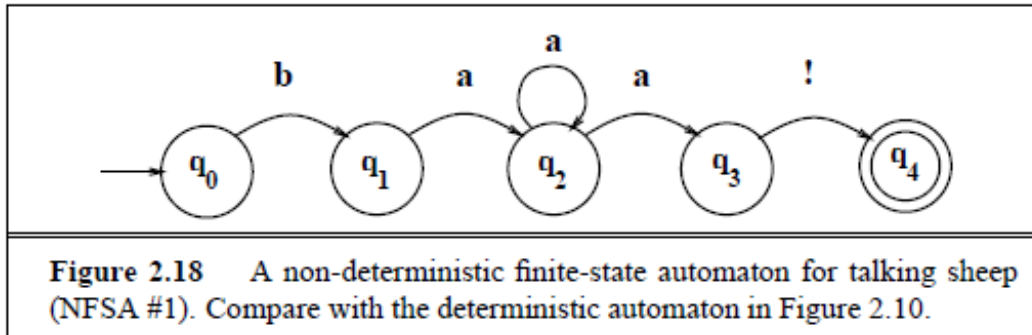 a
b a a !
q0 q1 q2 q3 q4
Figure 2.18 A non-deterministic finite-state automaton for talking sheep
(NFSA #1). Compare with the deterministic automaton in Figure 2.10.